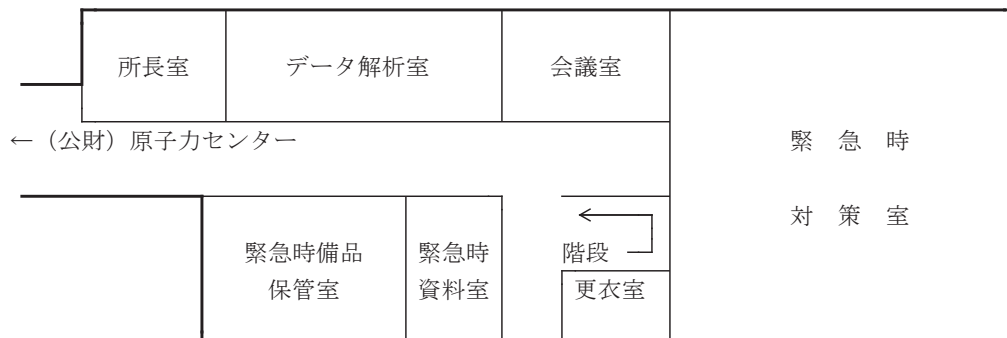 所長室
データ解析室
会議室
←（公財）原子力センター
緊急時
対策室
緊急時備品
保管室
緊急時
資料室
階段
更衣室